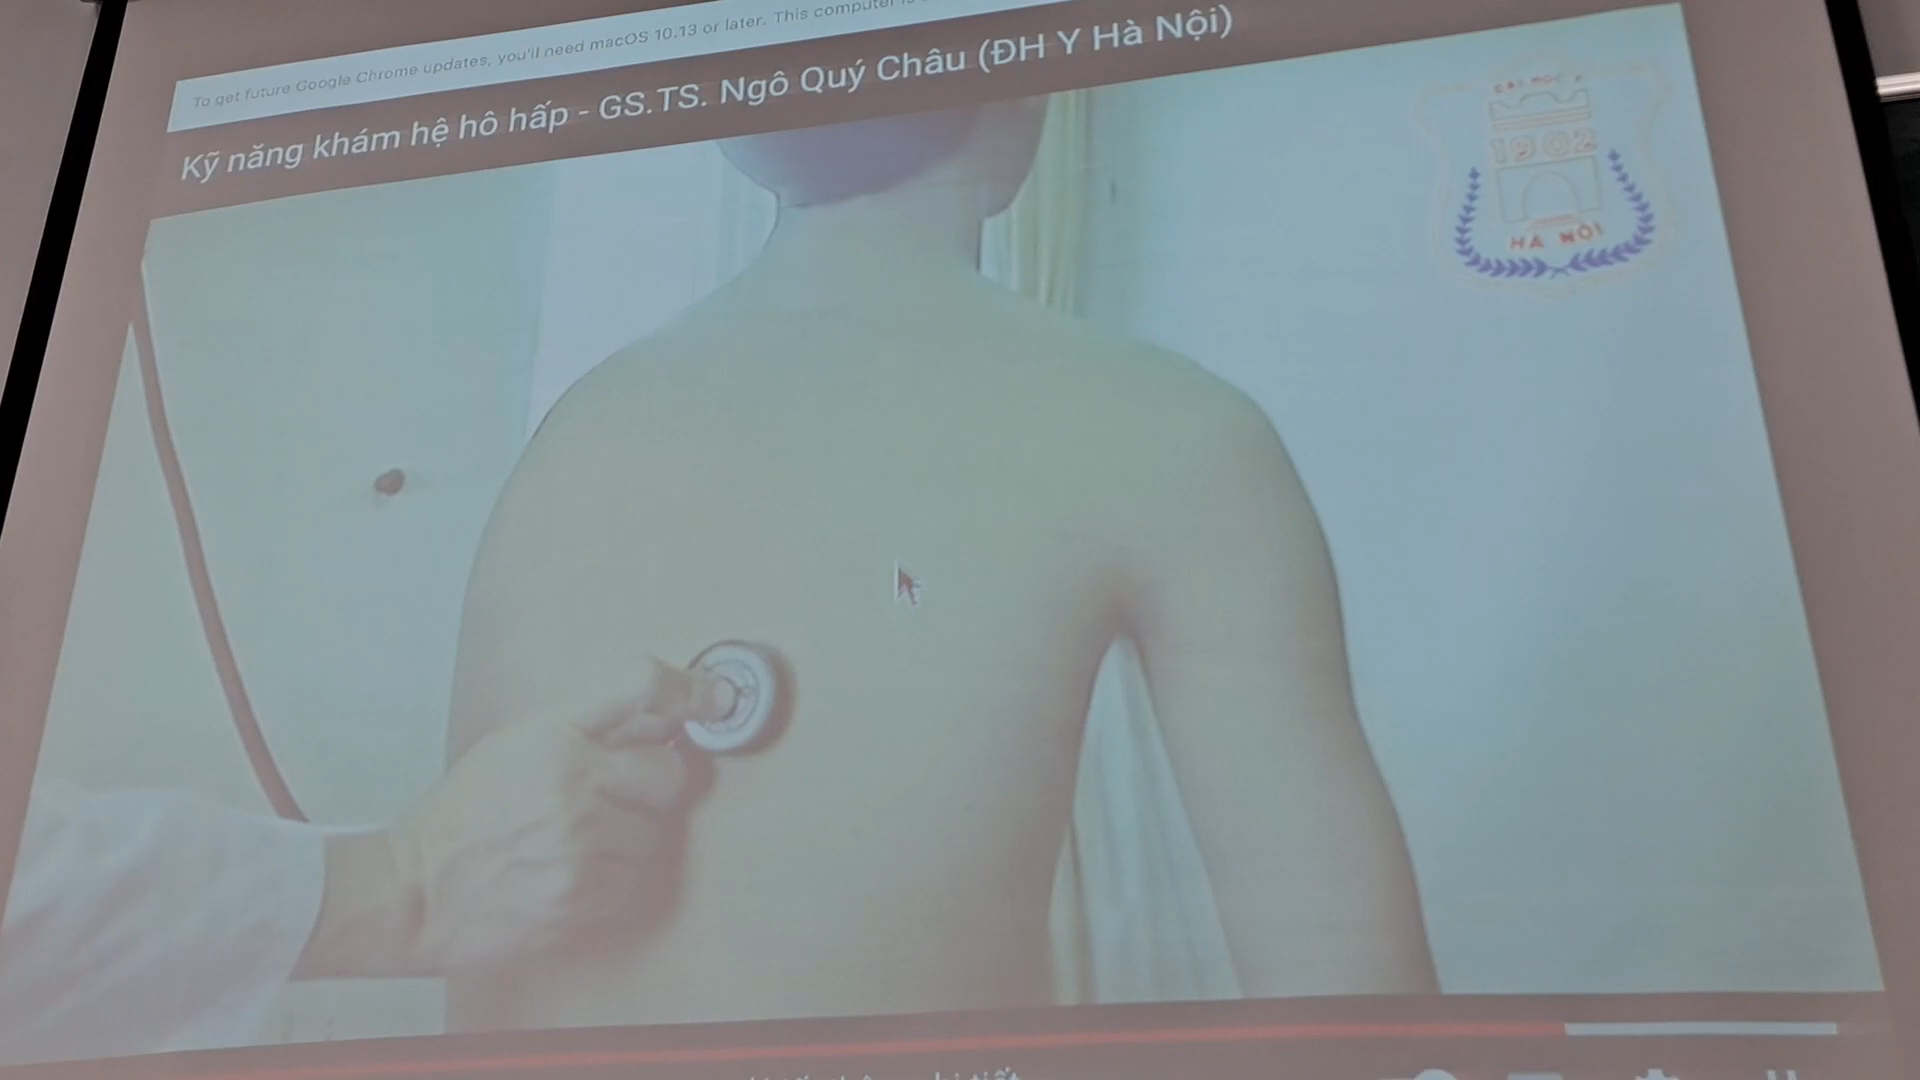 To get future Google Chrome updates, you'll need macOS 10.13 or later. This computer
Kỹ năng khám hệ hô hấp - GS.TS. Ngô Quý Châu (ĐH Y Hà Nội)
1902
HÀ NỘI